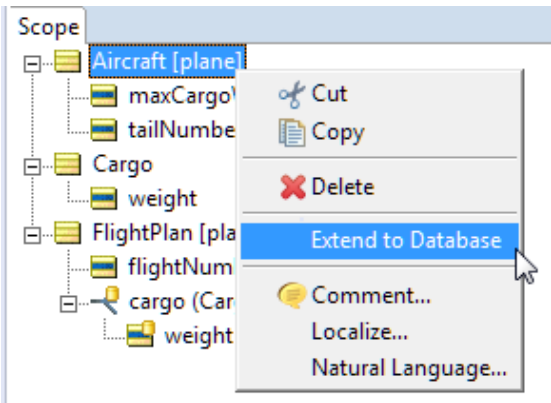 Scope
Aircraft [plane]
maxCargo
tailNumbe
Cargo
weight
FlightPlan [pla
flightNum
cargo (Car
weight
Cut
Copy
Delete
Extend to Database
Comment...
Localize...
Natural Language...